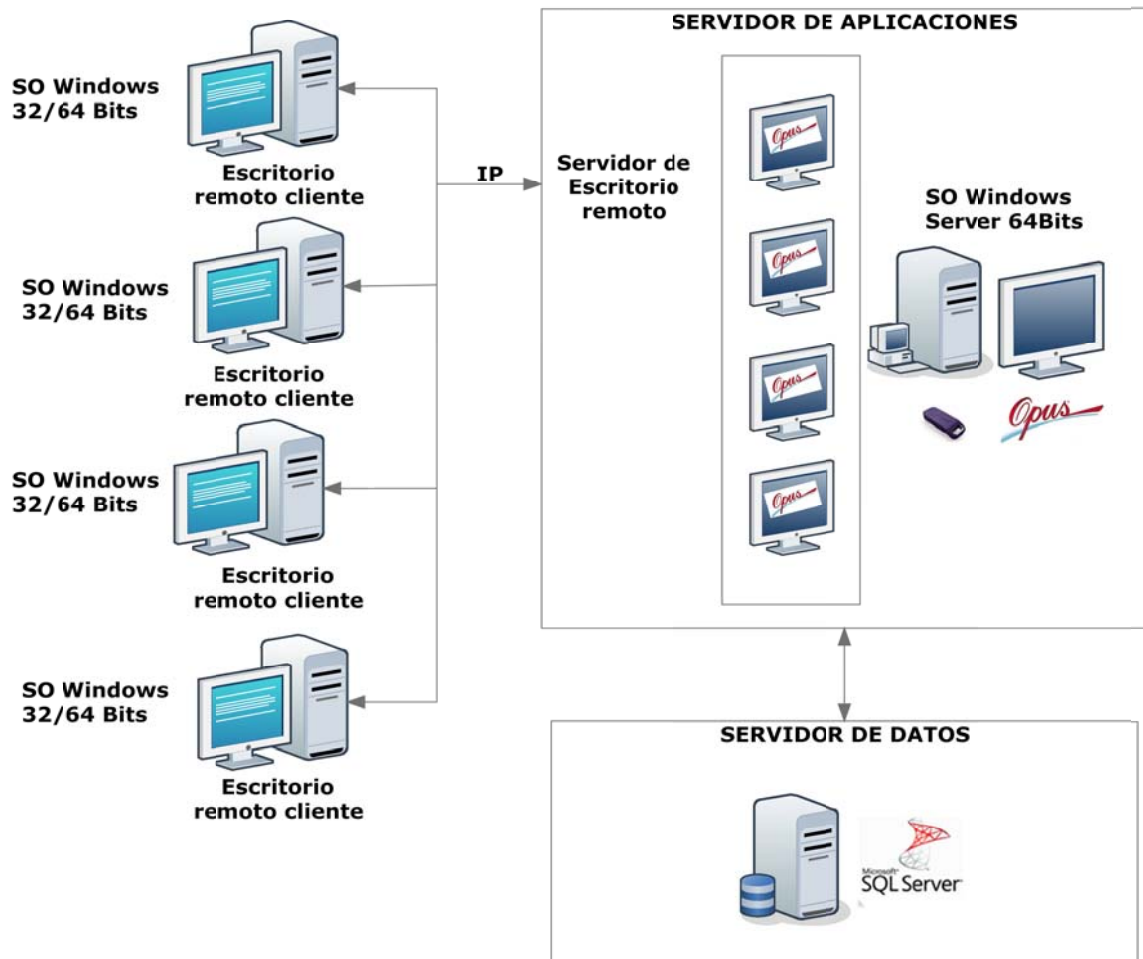 SERVIDOR DE APLICACIONES
SO Windows
32/64 Bits
Escritorio
remoto cliente
IP
Servidor de
Escritorio
remoto
Opus
SO Windows
Server 64Bits
SO Windows
32/64 Bits
Escritorio
remoto cliente
Opus
Opus
Opus
SO Windows
32/64 Bits
Escritorio
remoto cliente
Opus
SO Windows
32/64 Bits
Escritorio
remoto cliente
SERVIDOR DE DATOS
Microsoft
SQL Server